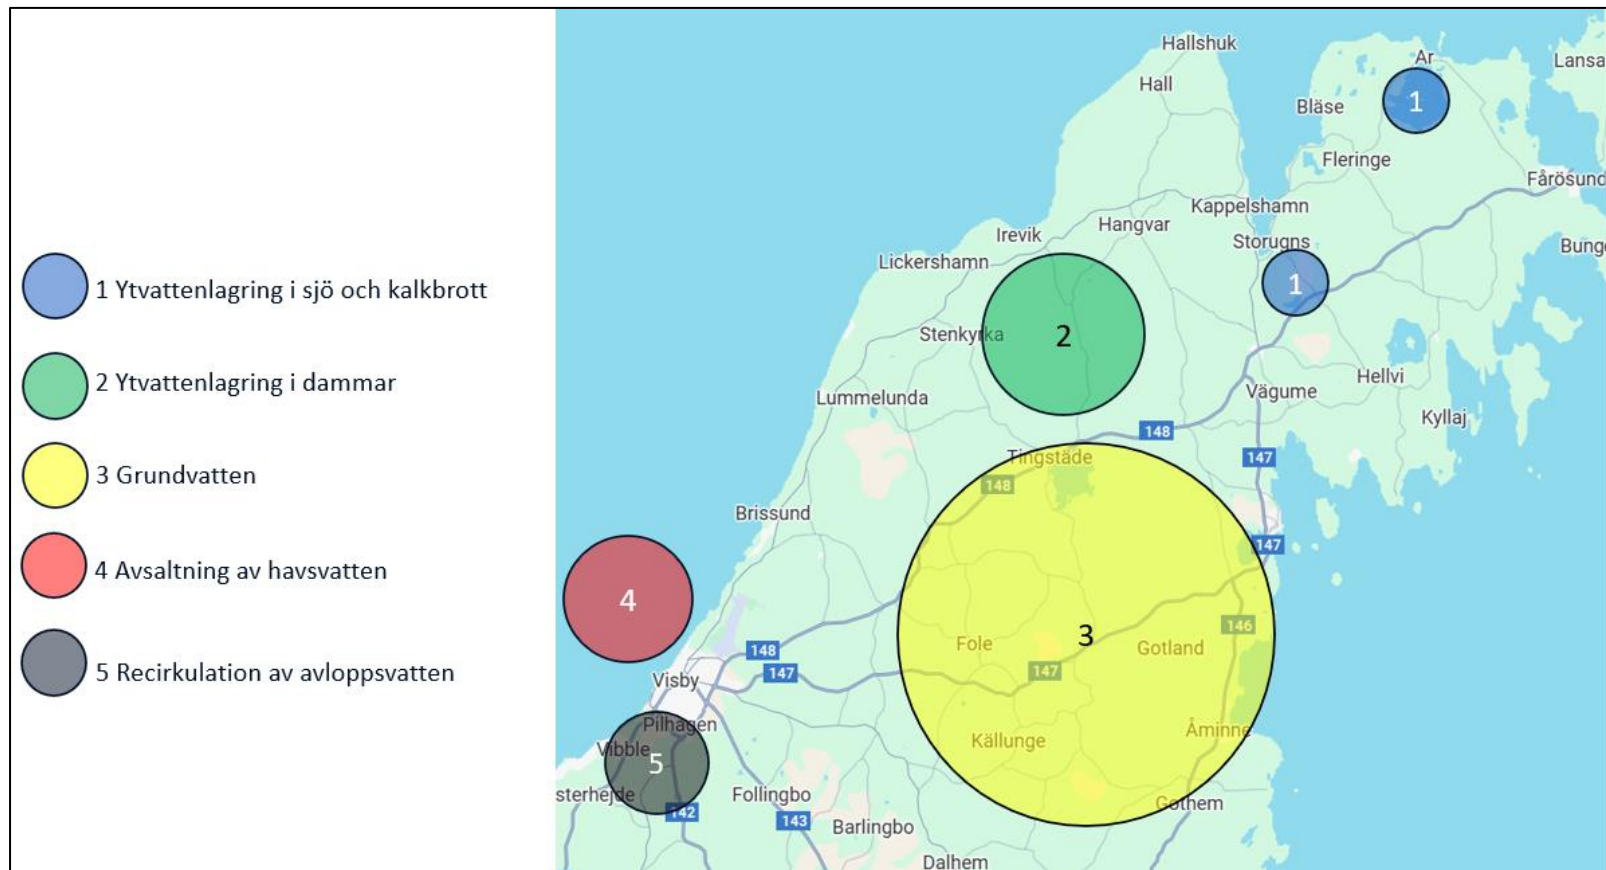 1 Ytvattenlagring i sjö och kalkbrott
2 Ytvattenlagring i dammar
3 Grundvatten
4 Avsaltning av havsvatten
5 Recirkulation av avloppsvatten
Hallshuk
Ar
Lansa
Hall
1
Bläse
Fleringe
Fårösund
Kappelshamn
Hangvar
Irevik
Storugns
Bunge
Lickershamn
1
Stenkyrka
2
Hellvi
Vägume
Lummelunda
Kyllaj
148
Tingstäde
147
148
Brissund
147
4
146
3
Fole
Gotland
148
147
147
Visby
Pilhagen
Åminne
Källunge
Vibble
5
sterhejde
Follingbo
Gothem
142
143
Barlingbo
Dalhem